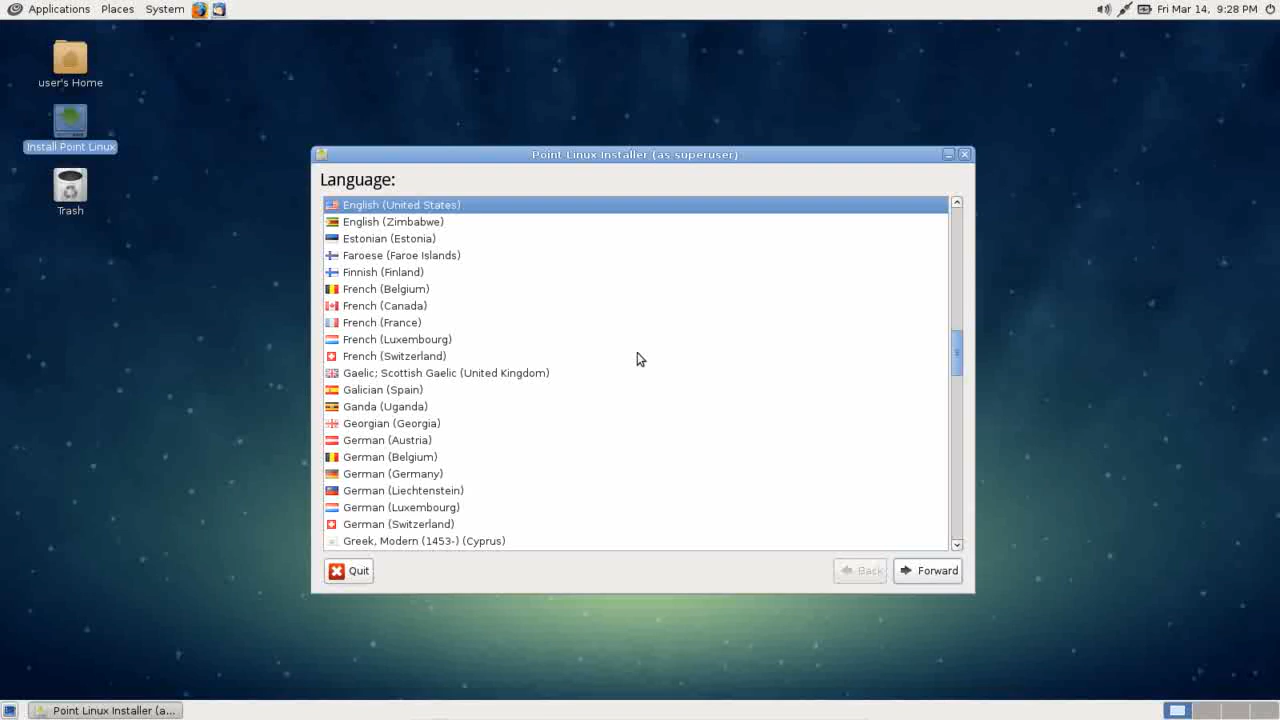 Applications Places System Fri Mar 14, 9:28 PM
user's Home
Install Point Linux
Trash
Point Linux Installer (as superuser)
Language:
English (United States)
English (Zimbabwe)
Estonian (Estonia)
Faroese (Faroe Islands)
Finnish (Finland)
French (Belgium)
French (Canada)
French (France)
French (Luxembourg)
French (Switzerland)
Gaelic; Scottish Gaelic (United Kingdom)
Galician (Spain)
Ganda (Uganda)
Georgian (Georgia)
German (Austria)
German (Belgium)
German (Germany)
German (Liechtenstein)
German (Luxembourg)
German (Switzerland)
Greek, Modern (1453-) (Cyprus)
Quit Back Forward
Point Linux Installer (a...